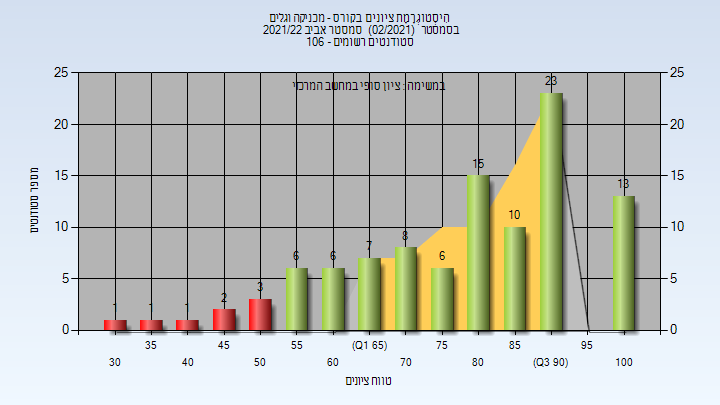 היסטוגרמת ציונים בקורס - מכניקה וגלים
בסמסטר (02/2021) סמסטר אביב 2021/22
סטודנטים רשומים - 106
במשימה : ציון סופי במחשב המרכזי
מספר סטודנטים
25 25
20 20
15 15
10 10
5 5
0 0
1 1 1 2 3 6 6 7 8 6 15 10 23 13
35 45 55 (Q1 65) 75 85 95
30 40 50 60 70 80 (Q3 90) 100
טווח ציונים